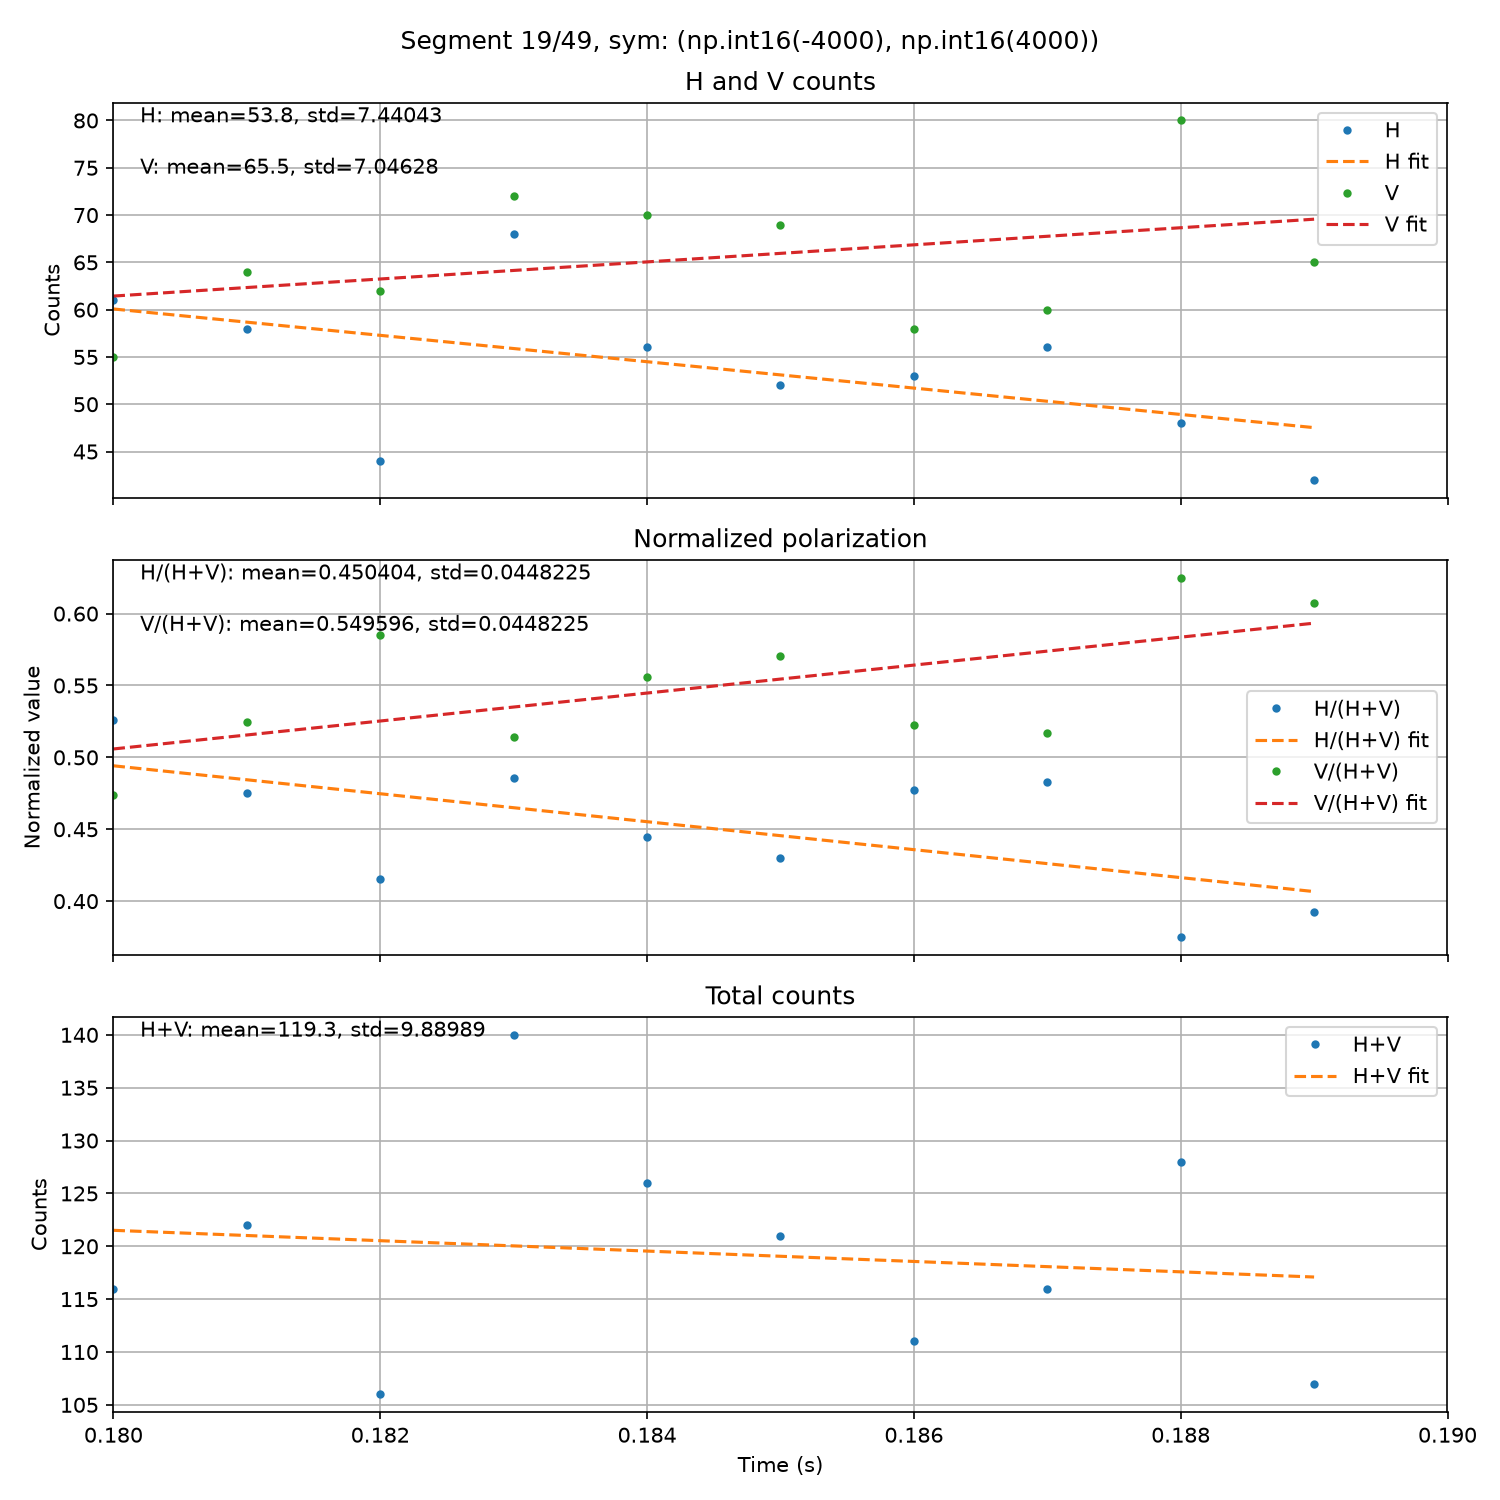 Segment 19/49, sym: (np.int16(-4000), np.int16(4000))
H and V counts
H: mean=53.8, std=7.44043
V: mean=65.5, std=7.04628
80
75
70
65
60
55
50
45
Counts
H
H fit
V
V fit
Normalized polarization
H/(H+V): mean=0.450404, std=0.0448225
V/(H+V): mean=0.549596, std=0.0448225
0.60
0.55
0.50
0.45
0.40
Normalized value
H/(H+V)
H/(H+V) fit
V/(H+V)
V/(H+V) fit
Total counts
H+V: mean=119.3, std=9.88989
140
135
130
125
120
115
110
105
Counts
H+V
H+V fit
0.180 0.182 0.184 0.186 0.188 0.190
Time (s)